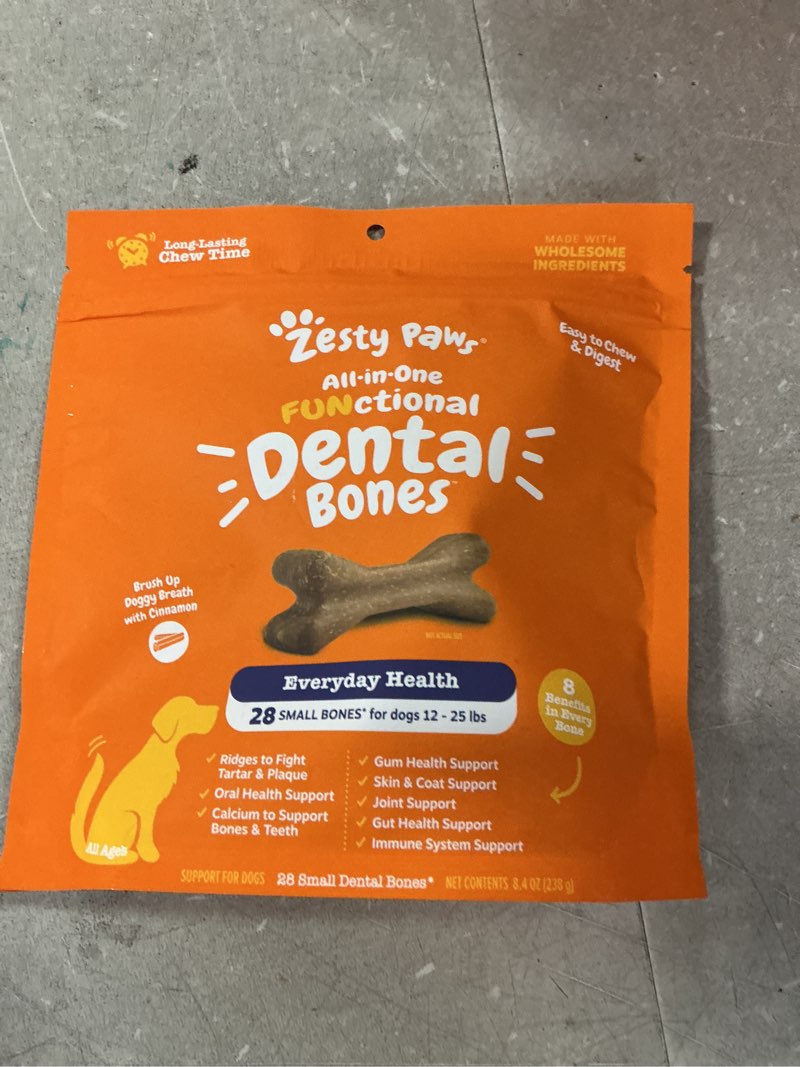 Long-Lasting
Chew Time
MADE WITH
WHOLESOME
INGREDIENTS
Zesty Paws®
Easy to Chew
& Digest
All-in-One
FUNctional
Dental
Bones™
Brush Up
Doggy Breath
with Cinnamon
NOT ACTUAL SIZE
Everyday Health
28 SMALL BONES* for dogs 12 - 25 lbs
8
Benefits
in Every
Bone
Ridges to Fight
Tartar & Plaque
Oral Health Support
Calcium to Support
Bones & Teeth
Gum Health Support
Skin & Coat Support
Joint Support
Gut Health Support
Immune System Support
All Ages
SUPPORT FOR DOGS 28 Small Dental Bones* NET CONTENTS 8.4 OZ (238 g)